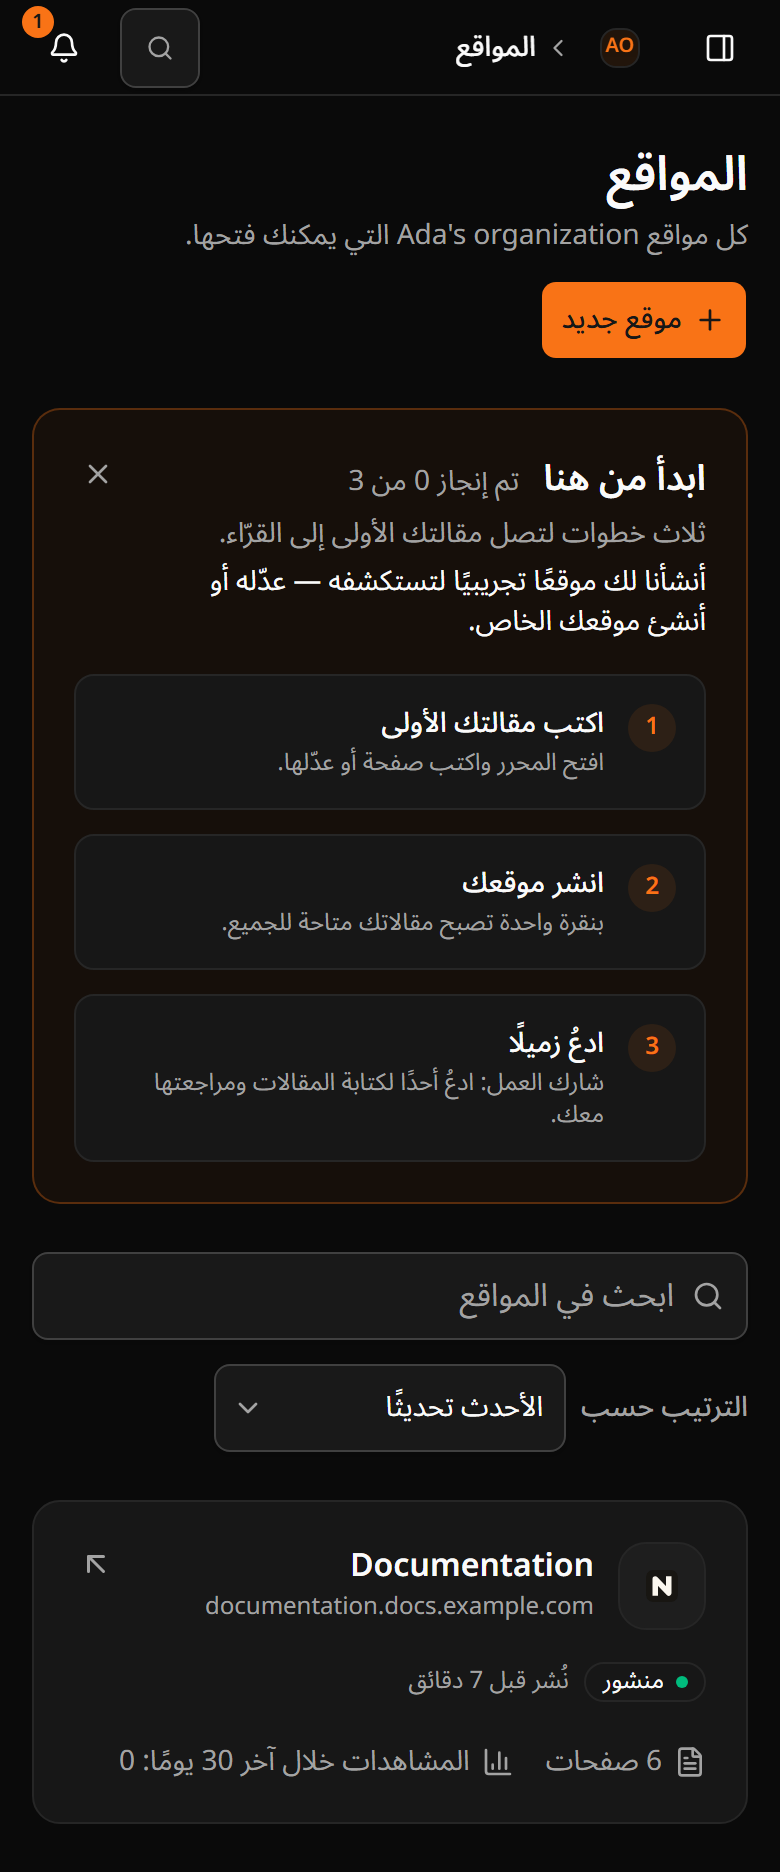 AO
المواقع
1
المواقع
كل مواقع Ada's organization التي يمكنك فتحها.
موقع جديد
ابدأ من هنا تم إنجاز 0 من 3
ثلاث خطوات لتصل مقالتك الأولى إلى القرّاء.
أنشأنا لك موقعًا تجريبيًا لتستكشفه — عدّله أو
أنشئ موقعك الخاص.
1
اكتب مقالتك الأولى
افتح المحرر واكتب صفحة أو عدّلها.
2
انشر موقعك
بنقرة واحدة تصبح مقالاتك متاحة للجميع.
3
ادعُ زميلًا
شارك العمل: ادعُ أحدًا لكتابة المقالات ومراجعتها
معك.
ابحث في المواقع
الترتيب حسب الأحدث تحديثًا
N
Documentation
documentation.docs.example.com
منشور نُشر قبل 7 دقائق
6 صفحات المشاهدات خلال آخر 30 يومًا: 0